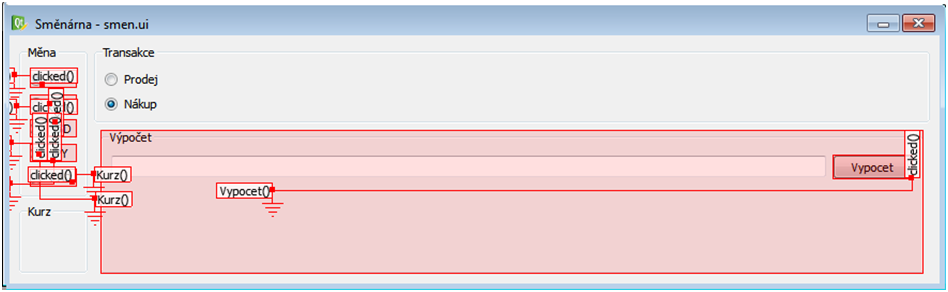 Směnárna - smen.ui
Měna
Transakce
clicked()
Prodej
clicked()
Nákup
clicked()
clicked()
D
Y
Výpočet
clicked()
Vypocet
clicked()
Kurz()
Vypocet()
Kurz()
Kurz